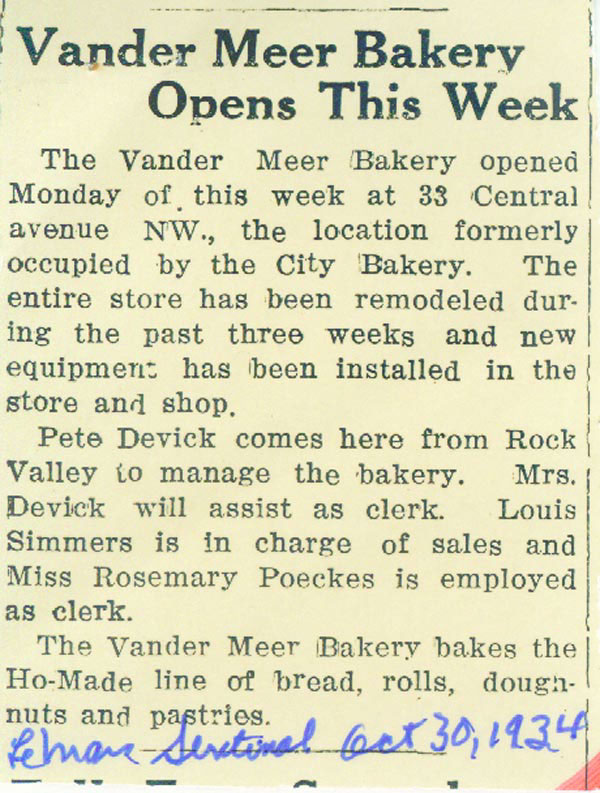 Vander Meer Bakery
Opens This Week
The Vander Meer Bakery opened
Monday of this week at 33 Central
avenue NW., the location formerly
occupied by the City Bakery. The
entire store has been remodeled dur-
ing the past three weeks and new
equipment has been installed in the
store and shop.
Pete Devick comes here from Rock
Valley to manage the bakery. Mrs.
Devick will assist as clerk. Louis
Simmers is in charge of sales and
Miss Rosemary Poeckes is employed
as clerk.
The Vander Meer Bakery bakes the
Ho-Made line of bread, rolls, dough-
nuts and pastries.
LeMars Sentinel Oct 30, 1934